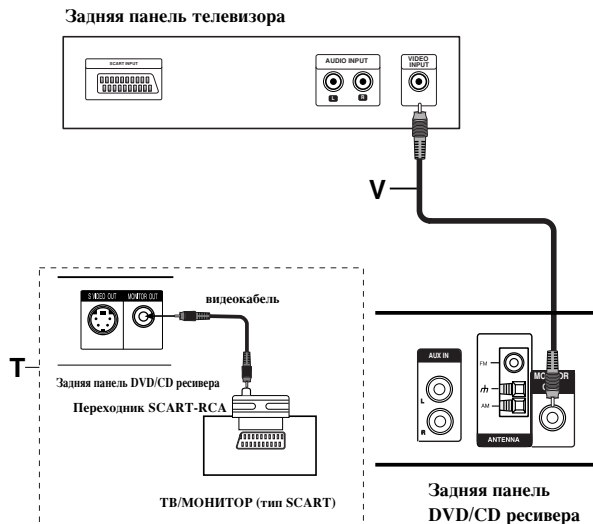 Задняя панель телевизора
SCART INPUT
AUDIO INPUT
VIDEO
INPUT
L R
V
S VIDEO OUT MONITOR OUT
видеокабель
T
Задняя панель DVD/CD ресивера
Переходник SCART-RCA
ТВ/МОНИТОР (тип SCART)
AUX IN
L
R
FM
AM
ANTENNA
Задняя панель
DVD/CD ресивера